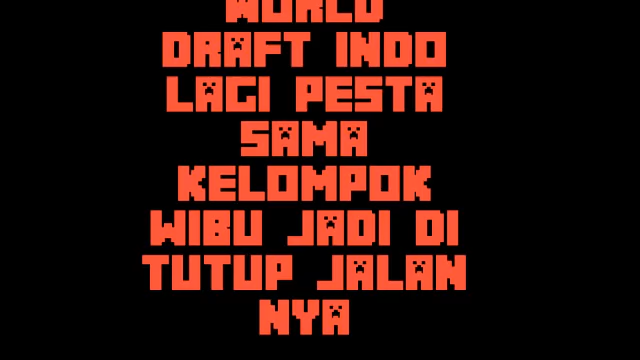 WORLD
DRAFT INDO
LAGI PESTA
SAMA
KELOMPOK
WIBU JADI DI
TUTUP JALAN
NYA